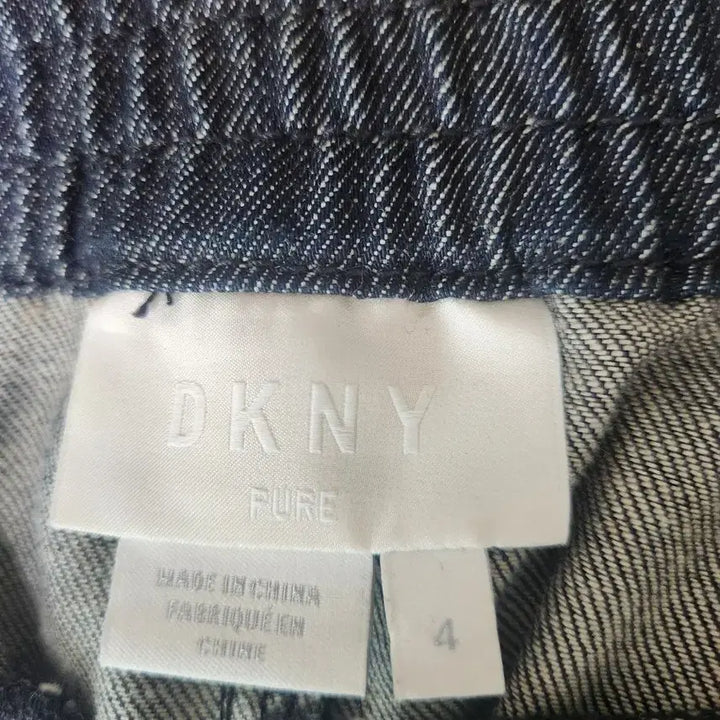 DKNY
PURE
MADE IN CHINA
FABRIQUÉ EN
CHINE
4